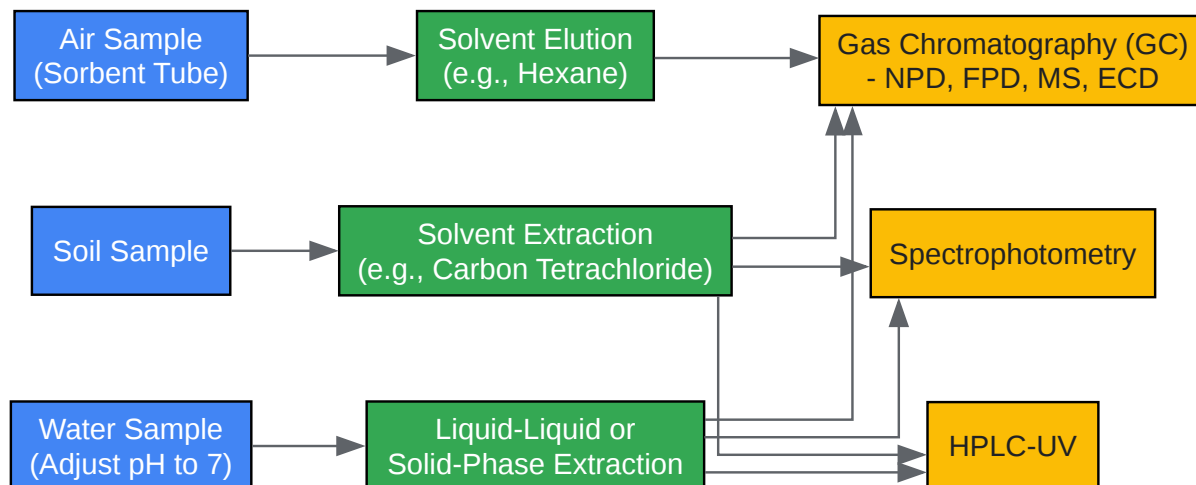 Air Sample
(Sorbent Tube)
Solvent Elution
(e.g., Hexane)
Gas Chromatography (GC)
- NPD, FPD, MS, ECD
Soil Sample
Solvent Extraction
(e.g., Carbon Tetrachloride)
Spectrophotometry
Water Sample
(Adjust pH to 7)
Liquid-Liquid or
Solid-Phase Extraction
HPLC-UV